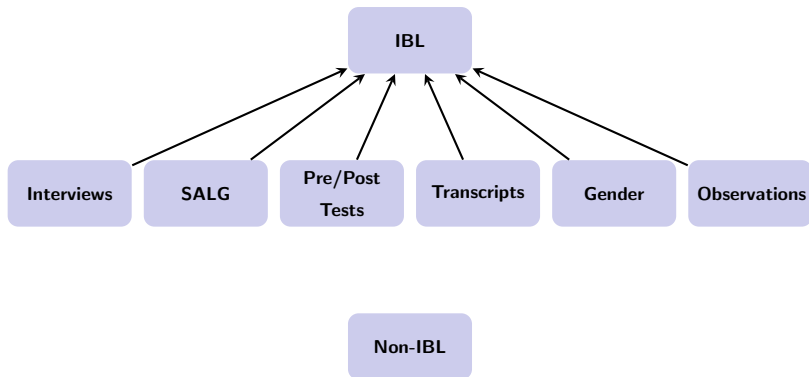 IBL
Interviews
SALG
Pre/Post
Tests
Transcripts
Gender
Observations
Non-IBL